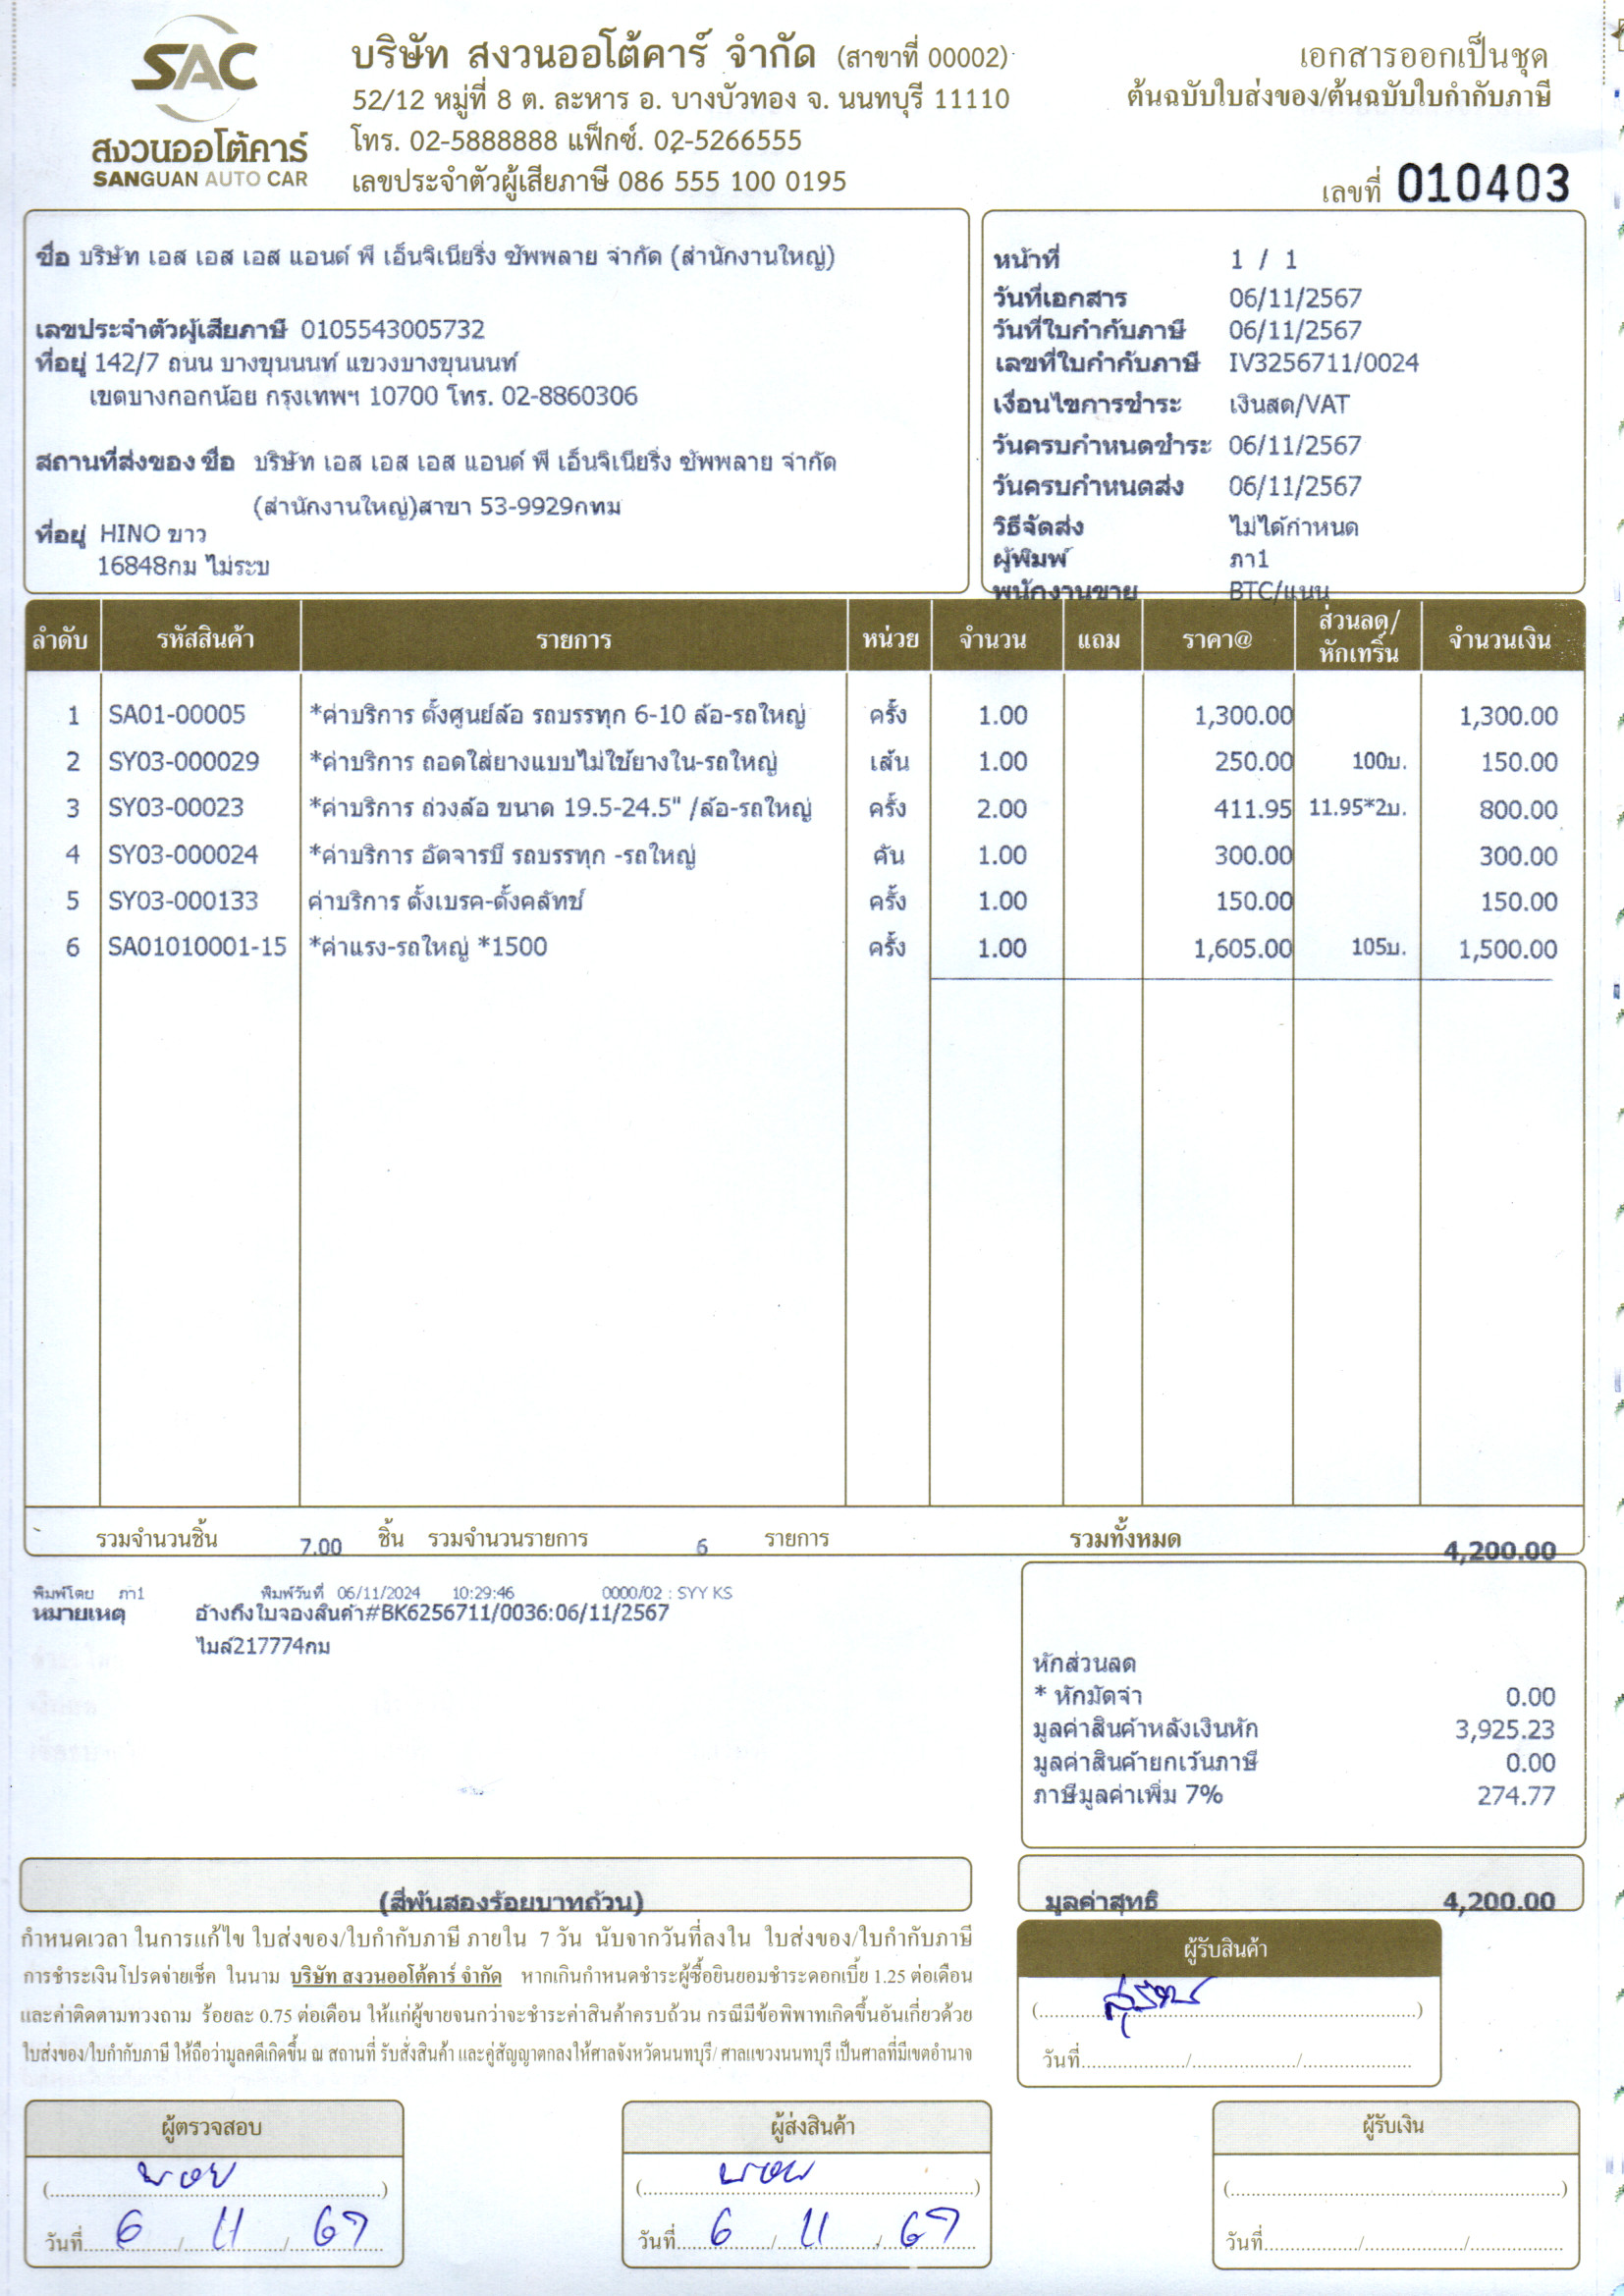 SAC
สงวนออโต้คาร์
SANGUAN AUTO CAR
บริษัท สงวนออโต้คาร์ จำกัด (สาขาที่ 00002)
52/12 หมู่ที่ 8 ต. ละหาร อ. บางบัวทอง จ. นนทบุรี 11110
โทร. 02-5888888 แฟ็กซ์. 02-5266555
เลขประจำตัวผู้เสียภาษี 086 555 100 0195
เอกสารออกเป็นชุด
ต้นฉบับใบส่งของ/ต้นฉบับใบกำกับภาษี
เลขที่ 010403
ชื่อ บริษัท เอส เอส เอส แอนด์ พี เอ็นจิเนียริ่ง ซัพพลาย จำกัด (สำนักงานใหญ่)
เลขประจำตัวผู้เสียภาษี 0105543005732
ที่อยู่ 142/7 ถนน บางขุนนนท์ แขวงบางขุนนนท์
เขตบางกอกน้อย กรุงเทพฯ 10700 โทร. 02-8860306
สถานที่ส่งของ ชื่อ บริษัท เอส เอส เอส แอนด์ พี เอ็นจิเนียริ่ง ซัพพลาย จำกัด
(สำนักงานใหญ่)สาขา 53-9929กทม
ที่อยู่ HINO ขาว
16848กม ไม่ระบ
หน้าที่ 1 / 1
วันที่เอกสาร 06/11/2567
วันที่ใบกำกับภาษี 06/11/2567
เลขที่ใบกำกับภาษี IV3256711/0024
เงื่อนไขการชำระ เงินสด/VAT
วันครบกำหนดชำระ 06/11/2567
วันครบกำหนดส่ง 06/11/2567
วิธีจัดส่ง ไม่ได้กำหนด
ผู้พิมพ์ ภา1
พนักงานขาย BTC/แนน
ลำดับ รหัสสินค้า รายการ หน่วย จำนวน แถม ราคา@ ส่วนลด/หักเทริ์น จำนวนเงิน
1 SA01-00005 *ค่าบริการ ตั้งศูนย์ล้อ รถบรรทุก 6-10 ล้อ-รถใหญ่ ครั้ง 1.00 1,300.00 1,300.00
2 SY03-000029 *ค่าบริการ ถอดใส่ยางแบบไม่ใช้ยางใน-รถใหญ่ เส้น 1.00 250.00 100บ. 150.00
3 SY03-00023 *ค่าบริการ ถ่วงล้อ ขนาด 19.5-24.5" /ล้อ-รถใหญ่ ครั้ง 2.00 411.95 11.95*2บ. 800.00
4 SY03-000024 *ค่าบริการ อัดจารบี รถบรรทุก -รถใหญ่ คัน 1.00 300.00 300.00
5 SY03-000133 ค่าบริการ ตั้งเบรค-ตั้งคลัทช์ ครั้ง 1.00 150.00 150.00
6 SA01010001-15 *ค่าแรง-รถใหญ่ *1500 ครั้ง 1.00 1,605.00 105บ. 1,500.00
รวมจำนวนชิ้น 7.00 ชิ้น รวมจำนวนรายการ 6 รายการ รวมทั้งหมด 4,200.00
พิมพ์โดย ภา1 พิมพ์วันที่ 06/11/2024 10:29:46 0000/02 : SYY KS
หมายเหตุ อ้างถึงใบจองสินค้า#BK6256711/0036:06/11/2567
ไมล์217774กม
หักส่วนลด
* หักมัดจำ 0.00
มูลค่าสินค้าหลังเงินหัก 3,925.23
มูลค่าสินค้ายกเว้นภาษี 0.00
ภาษีมูลค่าเพิ่ม 7% 274.77
(สี่พันสองร้อยบาทถ้วน)
มูลค่าสุทธิ 4,200.00
กำหนดเวลา ในการแก้ไข ใบส่งของ/ใบกำกับภาษี ภายใน 7 วัน นับจากวันที่ลงใน ใบส่งของ/ใบกำกับภาษี
การชำระเงินโปรดจ่ายเช็ค ในนาม บริษัท สงวนออโต้คาร์ จำกัด หากเกินกำหนดชำระผู้ซื้อยินยอมชำระดอกเบี้ย 1.25 ต่อเดือน
และค่าติดตามทวงถาม ร้อยละ 0.75 ต่อเดือน ให้แก่ผู้ขายจนกว่าจะชำระค่าสินค้าครบถ้วน กรณีมีข้อพิพาทเกิดขึ้นอันเกี่ยวด้วย
ใบส่งของ/ใบกำกับภาษี ให้ถือว่ามูลคดีเกิดขึ้น ณ สถานที่ รับสั่งสินค้า และคู่สัญญาตกลงให้ศาลจังหวัดนนทบุรี/ ศาลแขวงนนทบุรี เป็นศาลที่มีเขตอำนาจ
ผู้รับสินค้า
วันที่
ผู้ตรวจสอบ
วันที่ 6 / 11 / 67
ผู้ส่งสินค้า
วันที่ 6 / 11 / 67
ผู้รับเงิน
วันที่